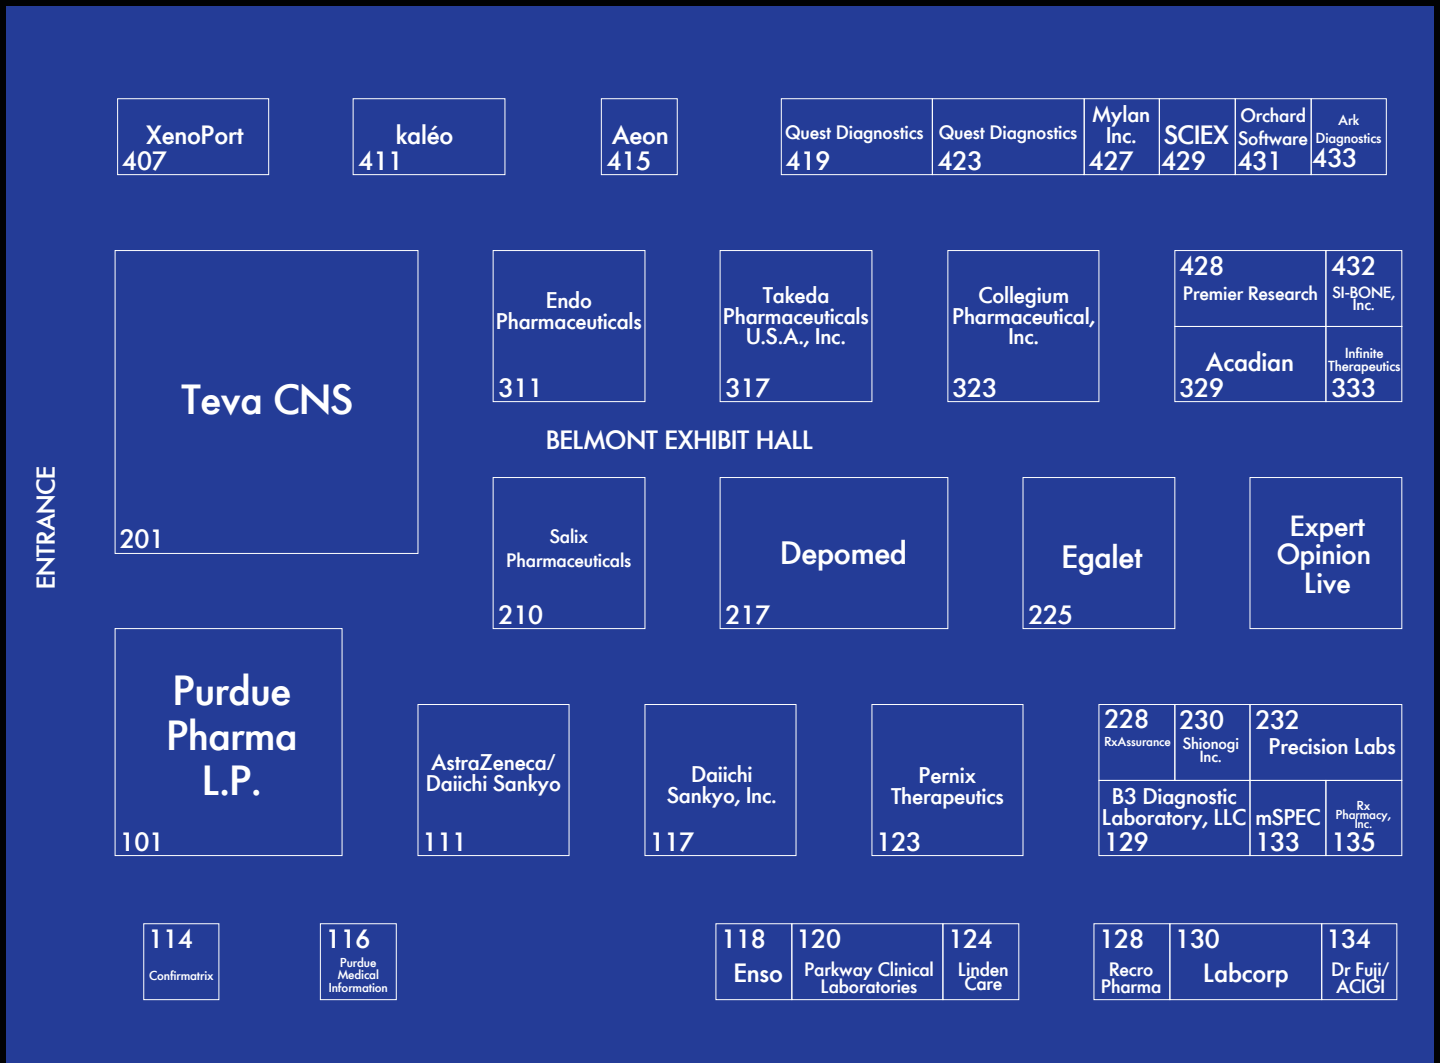 XenoPort
407
kaléo
411
Aeon
415
Quest Diagnostics
419
Quest Diagnostics
423
Mylan
Inc.
427
SCIEX
429
Orchard
Software
431
Ark
Diagnostics
433
Teva CNS
201
Endo
Pharmaceuticals
311
Takeda
Pharmaceuticals
U.S.A., Inc.
317
Collegium
Pharmaceutical,
Inc.
323
428
Premier Research
432
SI-BONE,
Inc.
Acadian
329
Infinite
Therapeutics
333
BELMONT EXHIBIT HALL
ENTRANCE
Salix
Pharmaceuticals
210
Depomed
217
Egalet
225
Expert
Opinion
Live
Purdue
Pharma
L.P.
101
AstraZeneca/
Daiichi Sankyo
111
Daiichi
Sankyo, Inc.
117
Pernix
Therapeutics
123
228
RxAssurance
230
Shionogi
Inc.
232
Precision Labs
B3 Diagnostic
Laboratory, LLC
129
mSPEC
133
Rx
Pharmacy,
Inc.
135
114
Confirmatrix
116
Purdue
Medical
Information
118
Enso
120
Parkway Clinical
Laboratories
124
Linden
Care
128
Recro
Pharma
130
Labcorp
134
Dr Fuji/
ACIGI